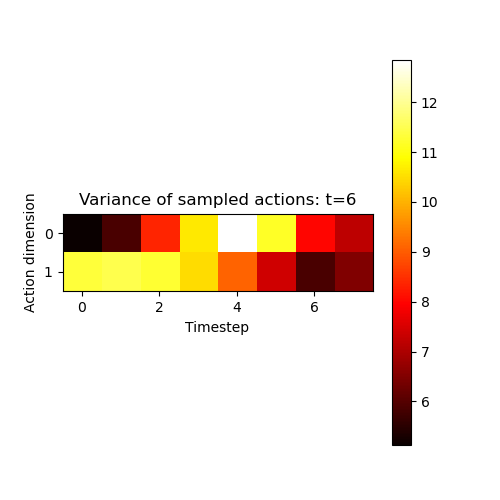 Variance of sampled actions: t=6
Action dimension
0
1
0 2 4 6
Timestep
12
11
10
9
8
7
6